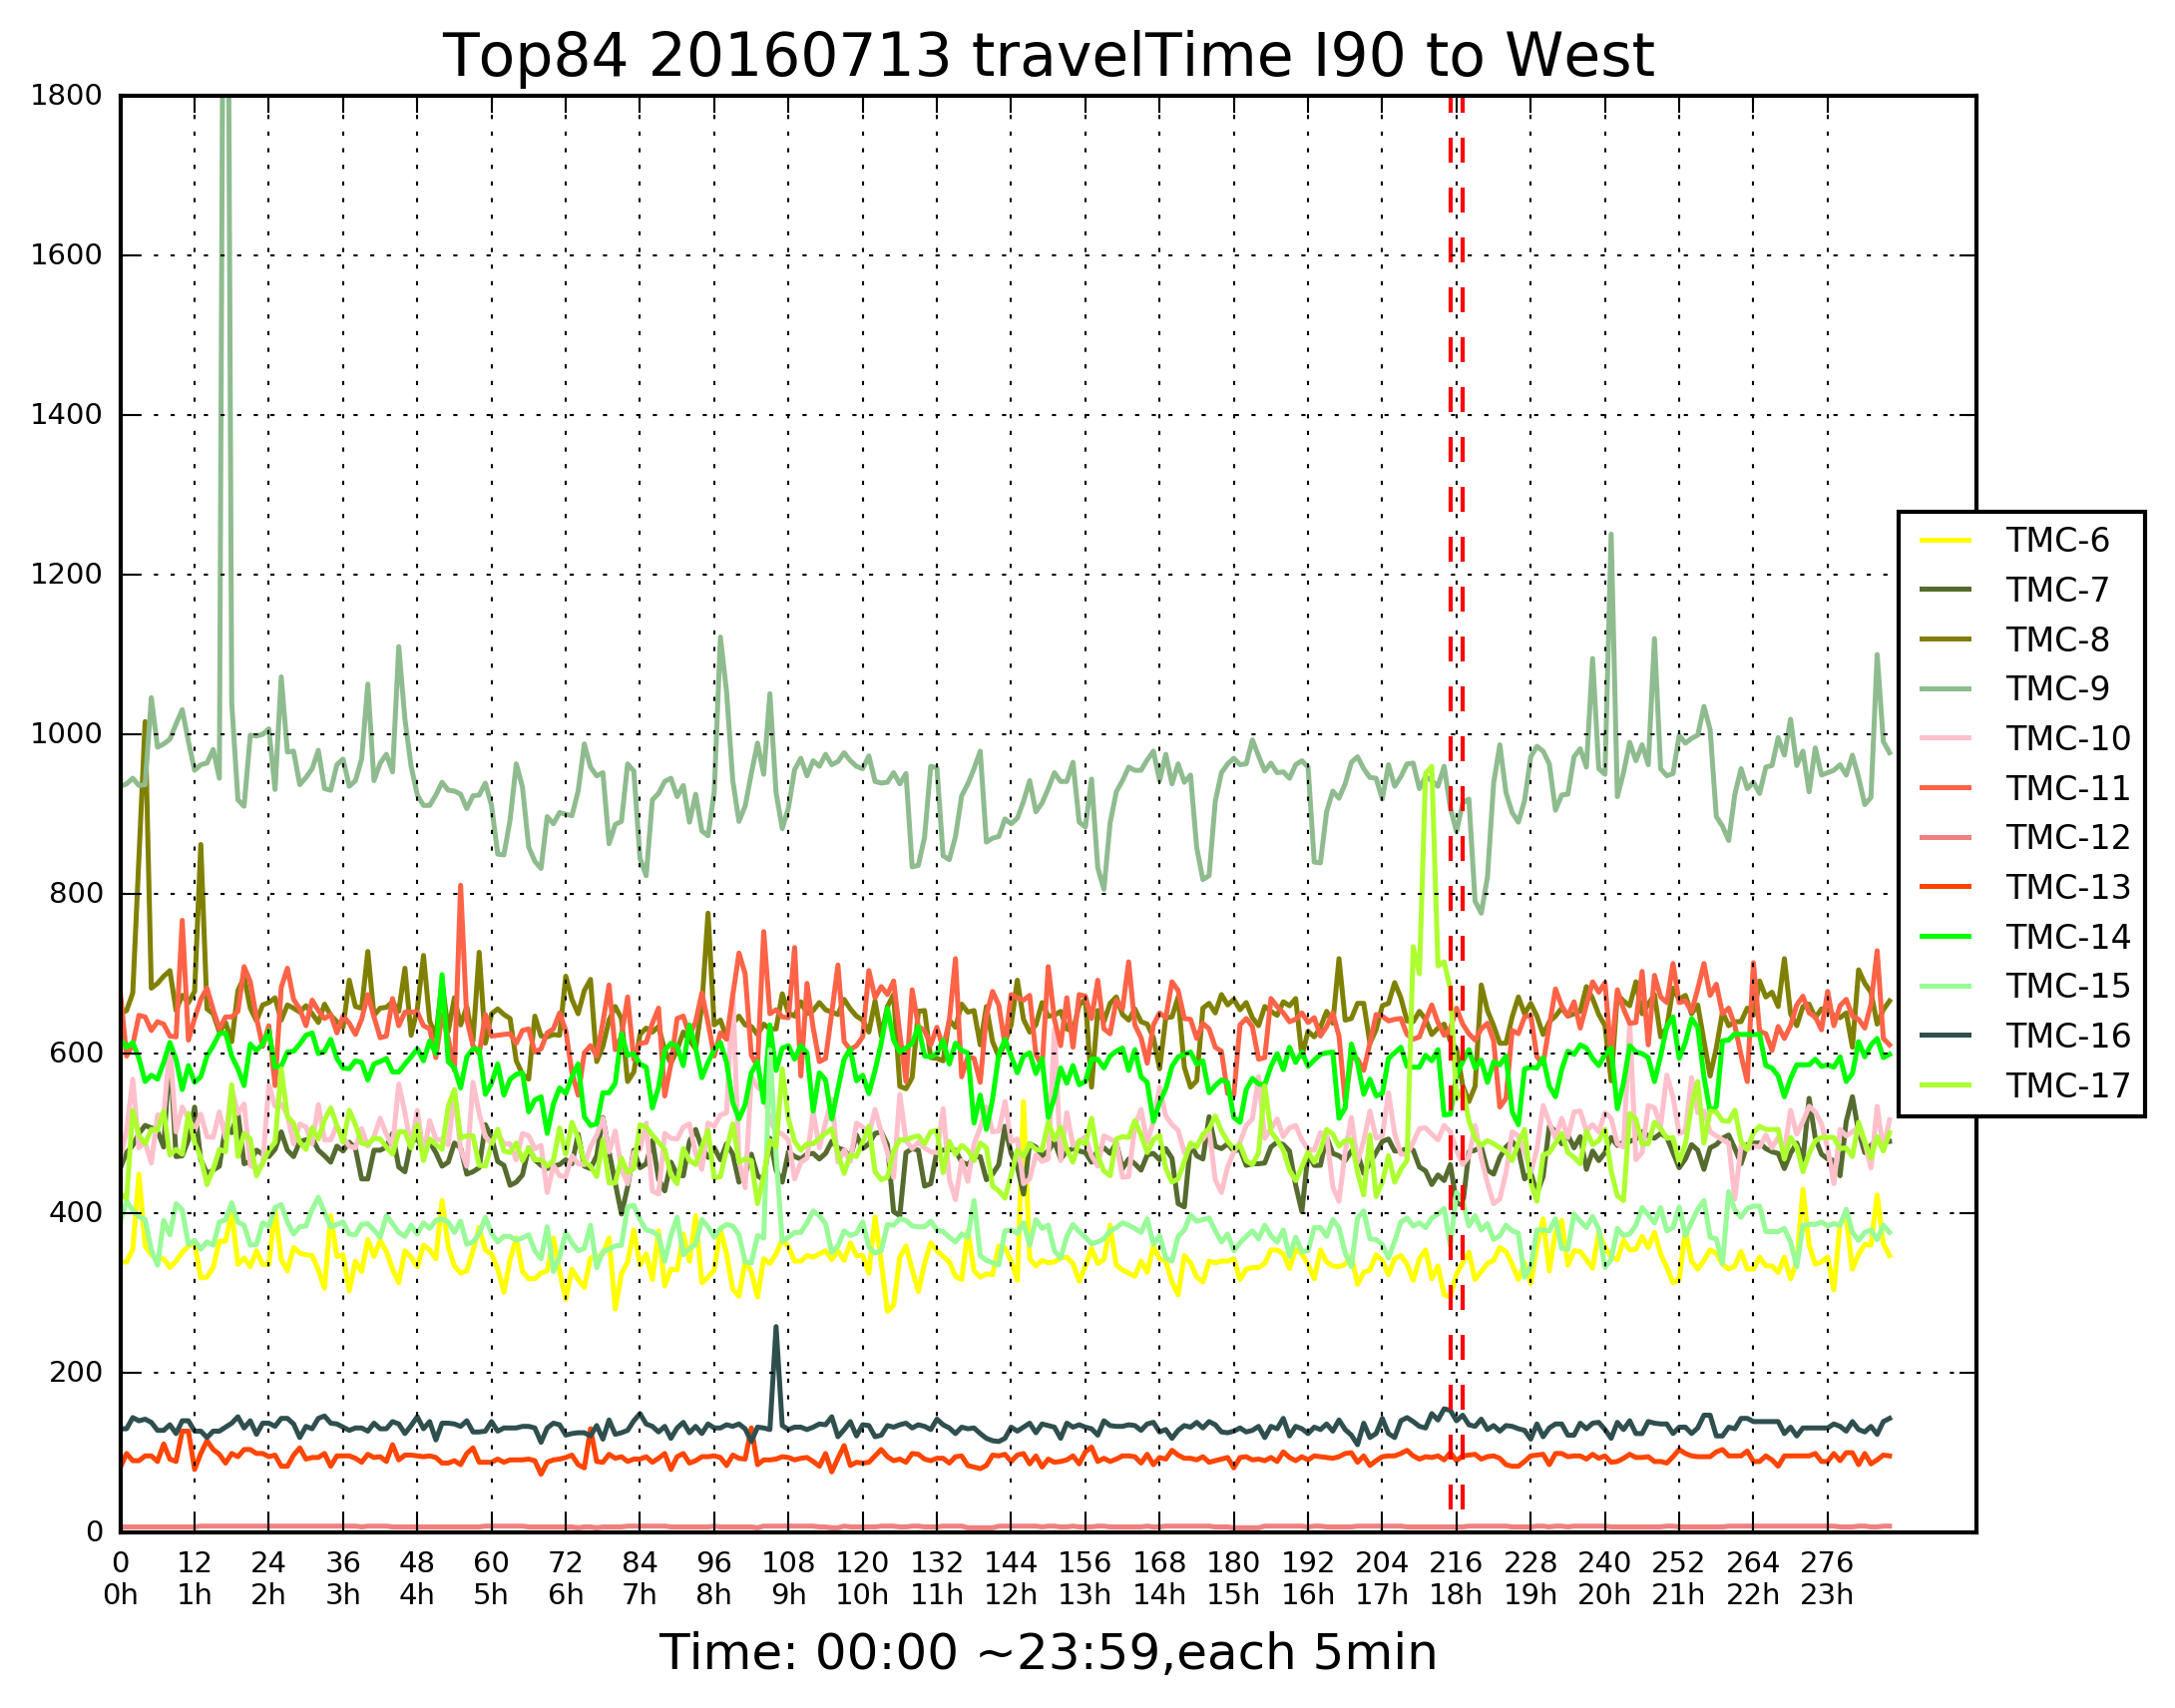 Top84 20160713 travelTime I90 to West
1800
1600
1400
1200
1000
800
600
400
200
0
TMC-6
TMC-7
TMC-8
TMC-9
TMC-10
TMC-11
TMC-12
TMC-13
TMC-14
TMC-15
TMC-16
TMC-17
0 12 24 36 48 60 72 84 96 108 120 132 144 156 168 180 192 204 216 228 240 252 264 276
0h 1h 2h 3h 4h 5h 6h 7h 8h 9h 10h 11h 12h 13h 14h 15h 16h 17h 18h 19h 20h 21h 22h 23h
Time: 00:00 ~23:59,each 5min